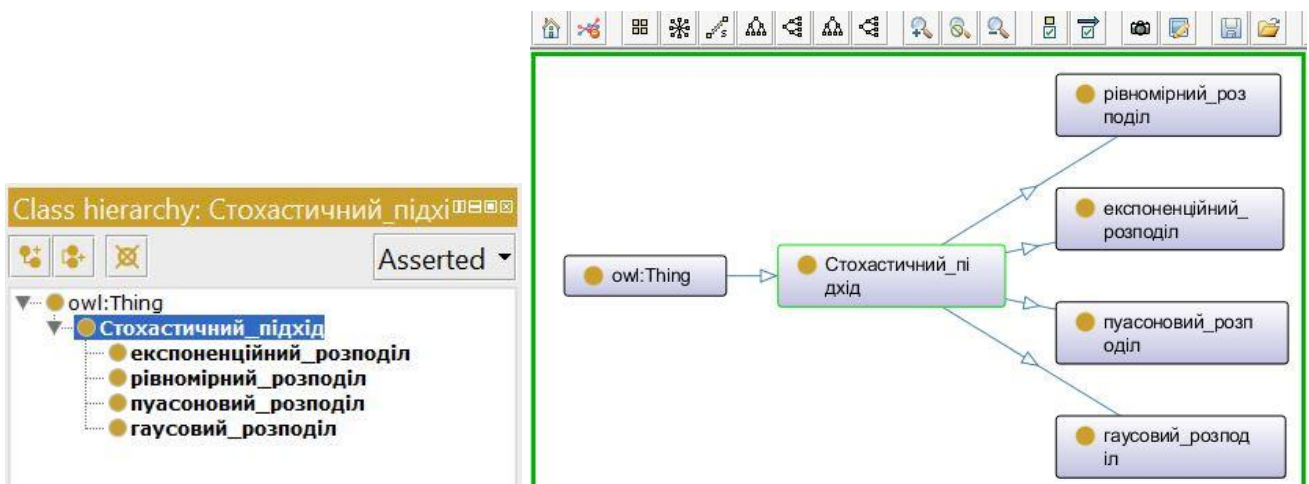 Class hierarchy: Стохастичний_підхі
Asserted
owl:Thing
Стохастичний_підхід
експоненційний_розподіл
рівномірний_розподіл
пуасоновий_розподіл
гаусовий_розподіл
s
рівномірний_роз
поділ
експоненційний_
розподіл
owl:Thing
Стохастичний_пі
дхід
пуасоновий_розп
оділ
гаусовий_розпод
іл